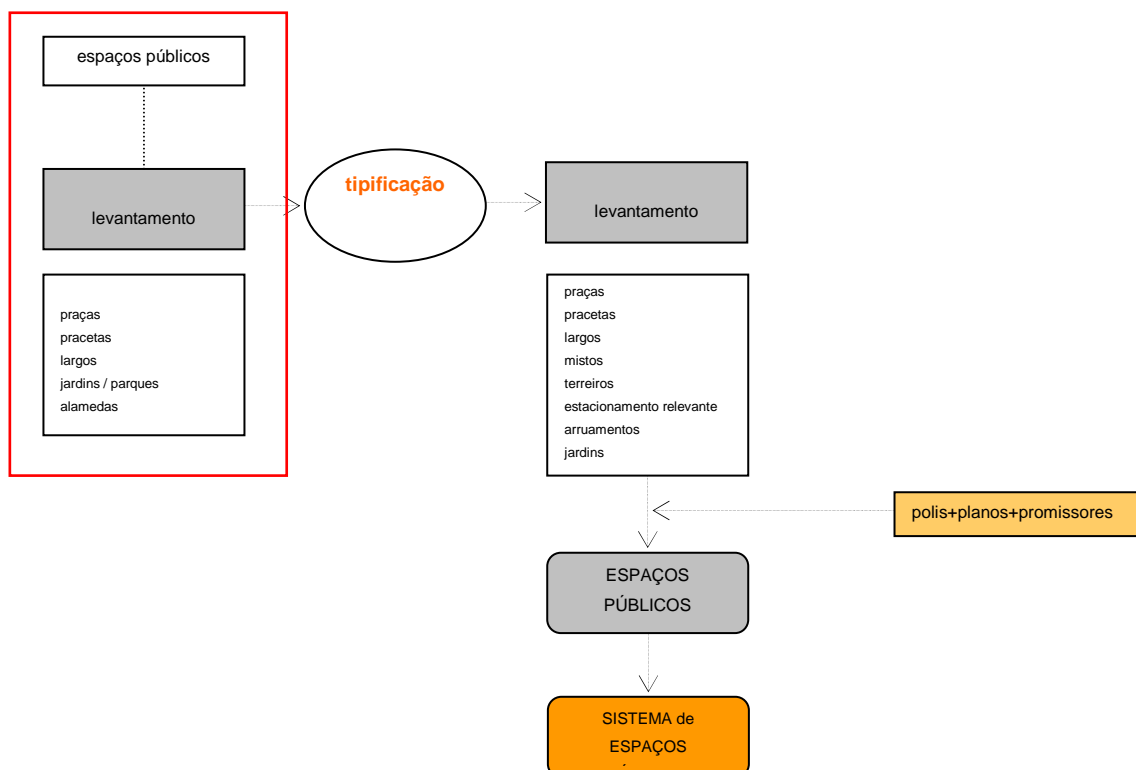 espaços públicos
levantamento
praças
pracetas
largos
jardins / parques
alamedas
tipificação
levantamento
praças
pracetas
largos
mistos
terreiros
estacionamento relevante
arruamentos
jardins
polis+planos+promissores
ESPAÇOS
PÚBLICOS
SISTEMA de
ESPAÇOS